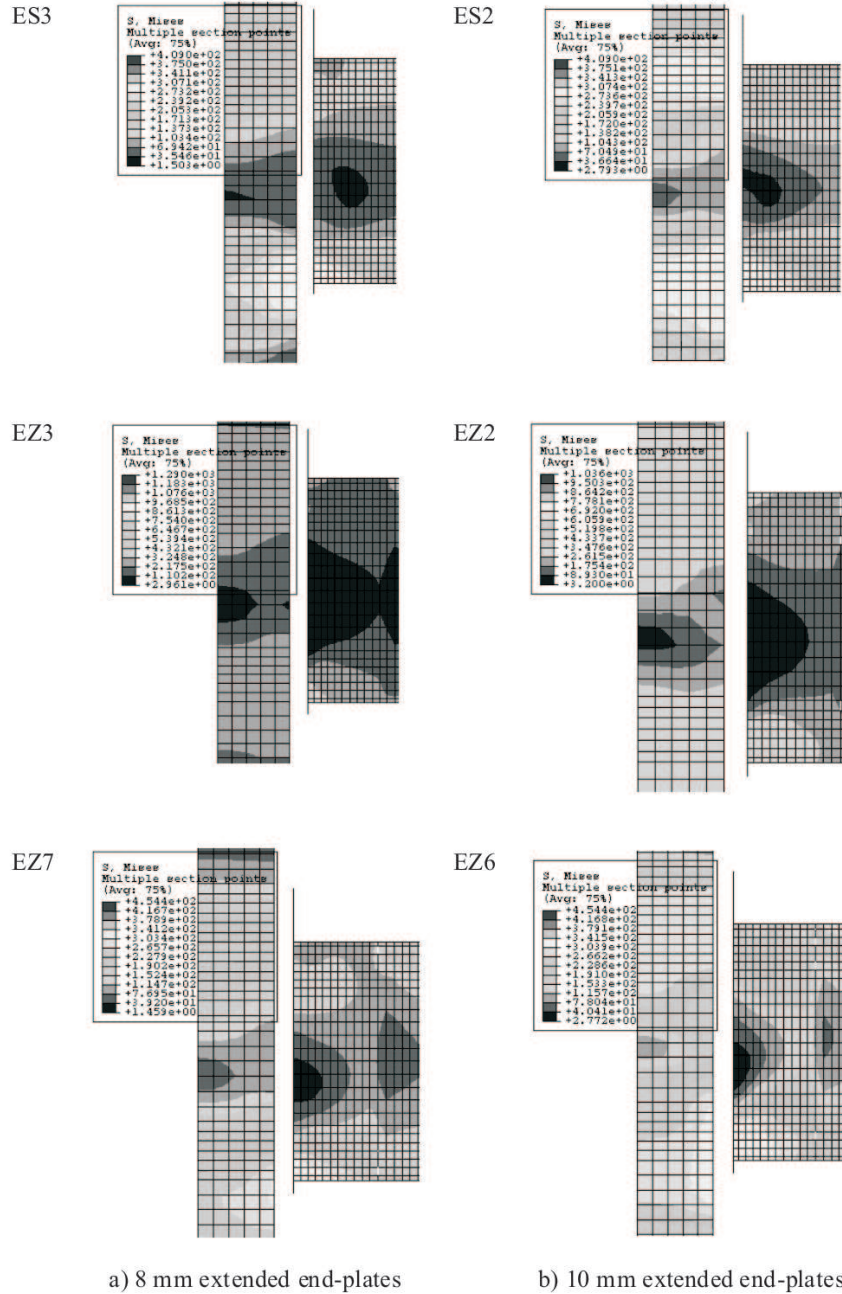 ES3
S, Mises
Multiple section points
(Avg: 75%)
+4.090e+02
+3.750e+02
+3.411e+02
+3.071e+02
+2.732e+02
+2.392e+02
+2.053e+02
+1.713e+02
+1.373e+02
+1.034e+02
+6.942e+01
+3.546e+01
+1.503e+00
ES2
S, Mises
Multiple section points
(Avg: 75%)
+4.090e+02
+3.751e+02
+3.413e+02
+3.074e+02
+2.736e+02
+2.397e+02
+2.059e+02
+1.720e+02
+1.382e+02
+1.043e+02
+7.049e+01
+3.664e+01
+2.793e+00
EZ3
S, Mises
Multiple section points
(Avg: 75%)
+1.290e+03
+1.183e+03
+1.076e+03
+9.685e+02
+8.613e+02
+7.540e+02
+6.467e+02
+5.394e+02
+4.321e+02
+3.248e+02
+2.175e+02
+1.102e+02
+2.961e+00
EZ2
S, Mises
Multiple section points
(Avg: 75%)
+1.036e+03
+9.503e+02
+8.642e+02
+7.781e+02
+6.920e+02
+6.059e+02
+5.198e+02
+4.337e+02
+3.476e+02
+2.615e+02
+1.754e+02
+8.930e+01
+3.200e+00
EZ7
S, Mises
Multiple section points
(Avg: 75%)
+4.544e+02
+4.167e+02
+3.789e+02
+3.412e+02
+3.034e+02
+2.657e+02
+2.279e+02
+1.902e+02
+1.524e+02
+1.147e+02
+7.695e+01
+3.920e+01
+1.459e+00
EZ6
S, Mises
Multiple section points
(Avg: 75%)
+4.544e+02
+4.168e+02
+3.791e+02
+3.415e+02
+3.039e+02
+2.662e+02
+2.286e+02
+1.910e+02
+1.533e+02
+1.157e+02
+7.804e+01
+4.041e+01
+2.772e+00
a) 8 mm extended end-plates
b) 10 mm extended end-plates